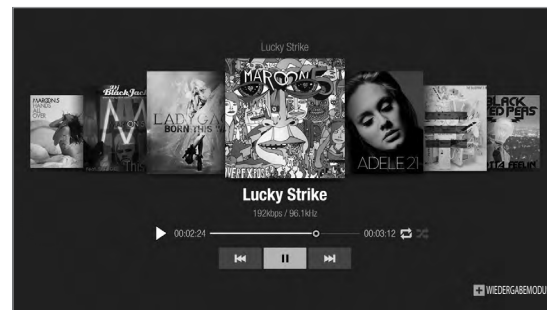 Lucky Strike
MAROON5
HANDS
ALL
OVER
BlackJack
MAROON 5
LADY GAGA
BORN THIS WAY
ADELE 21
BLACK
EYED PEAS
OVEREXPOSED
Lucky Strike
192kbps / 96.1kHz
00:02:24
00:03:12
WIEDERGABEMODU